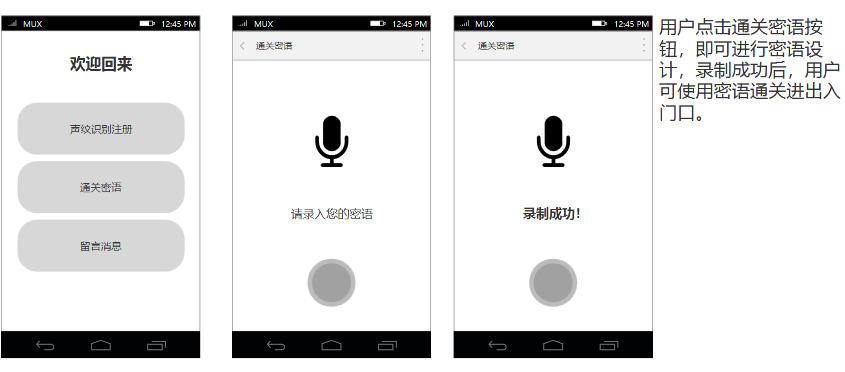 MUX 12:45 PM
欢迎回来
声纹识别注册
通关密语
留言消息
MUX 12:45 PM
通关密语
请录入您的密语
MUX 12:45 PM
通关密语
录制成功！
用户点击通关密语按
钮，即可进行密语设
计，录制成功后，用户
可使用密语通关进出入
门口。